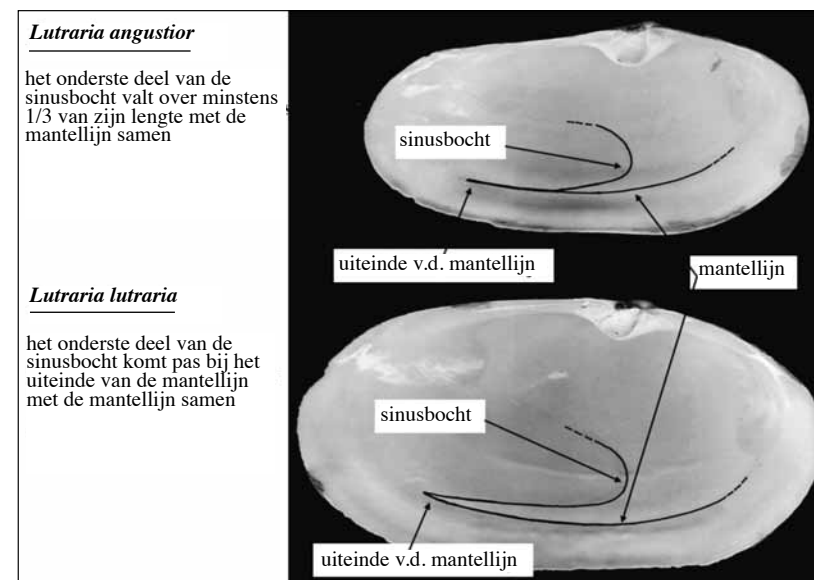 Lutraria angustior
het onderste deel van de
sinusbocht valt over minstens
1/3 van zijn lengte met de
mantellijn samen
sinusbocht
uiteinde v.d. mantellijn
mantellijn
Lutraria lutraria
het onderste deel van de
sinusbocht komt pas bij het
uiteinde van de mantellijn
met de mantellijn samen
sinusbocht
uiteinde v.d. mantellijn